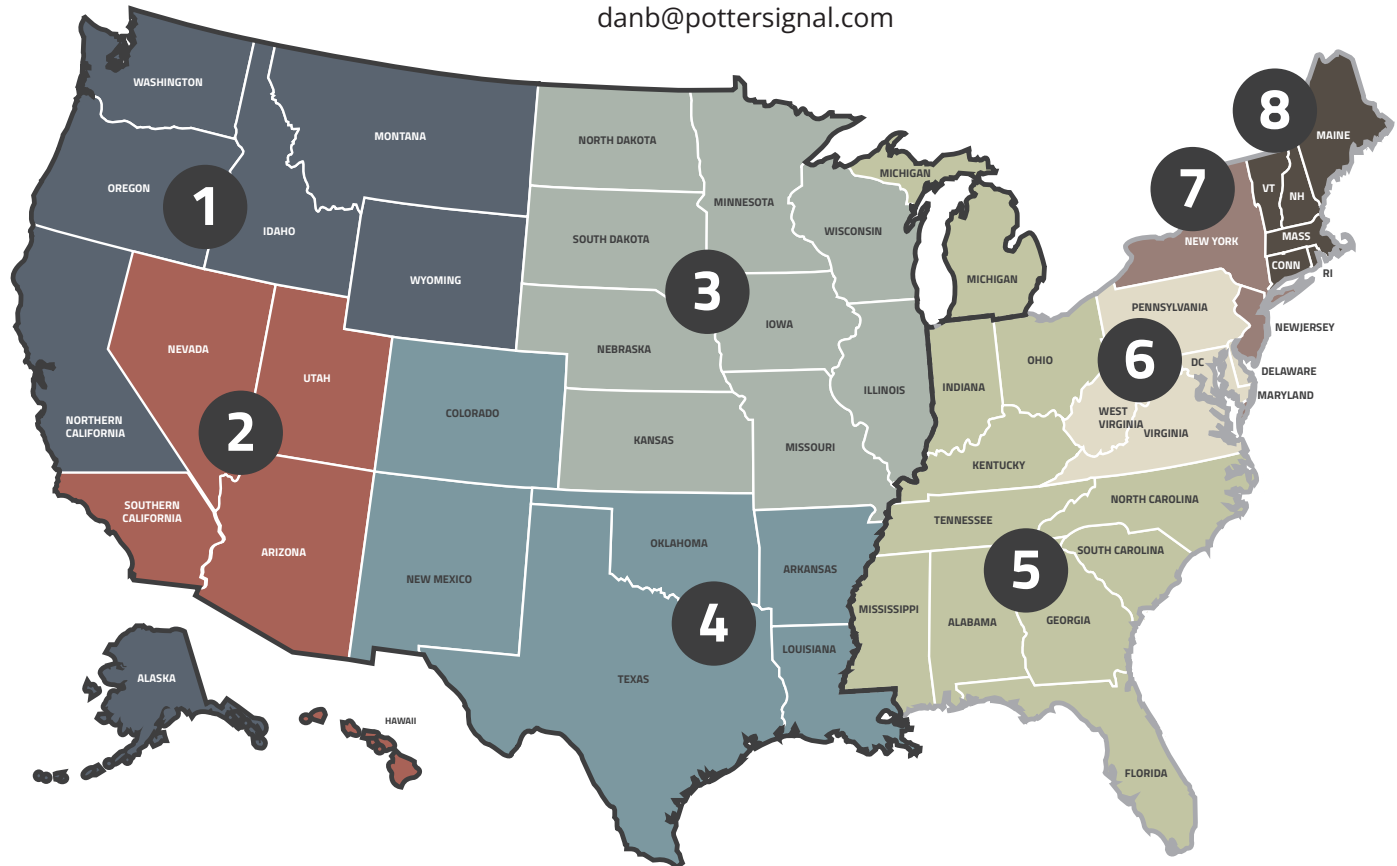 danb@pottersignal.com
8
MAINE
WASHINGTON
MONTANA
NORTH DAKOTA
MICHIGAN
7
VT
NH
OREGON
1
IDAHO
MINNESOTA
WISCONSIN
SOUTH DAKOTA
NEW YORK
MASS
CONN
RI
WYOMING
3
MICHIGAN
PENNSYLVANIA
IOWA
NEWJERSEY
NEVADA
UTAH
NEBRASKA
OHIO
6
DC
DELAWARE
ILLINOIS
INDIANA
MARYLAND
NORTHERN
CALIFORNIA
2
COLORADO
KANSAS
MISSOURI
WEST
VIRGINIA
VIRGINIA
KENTUCKY
SOUTHERN
CALIFORNIA
NORTH CAROLINA
TENNESSEE
ARIZONA
OKLAHOMA
SOUTH CAROLINA
NEW MEXICO
ARKANSAS
5
MISSISSIPPI
ALABAMA
GEORGIA
4
LOUISIANA
ALASKA
TEXAS
HAWAII
FLORIDA